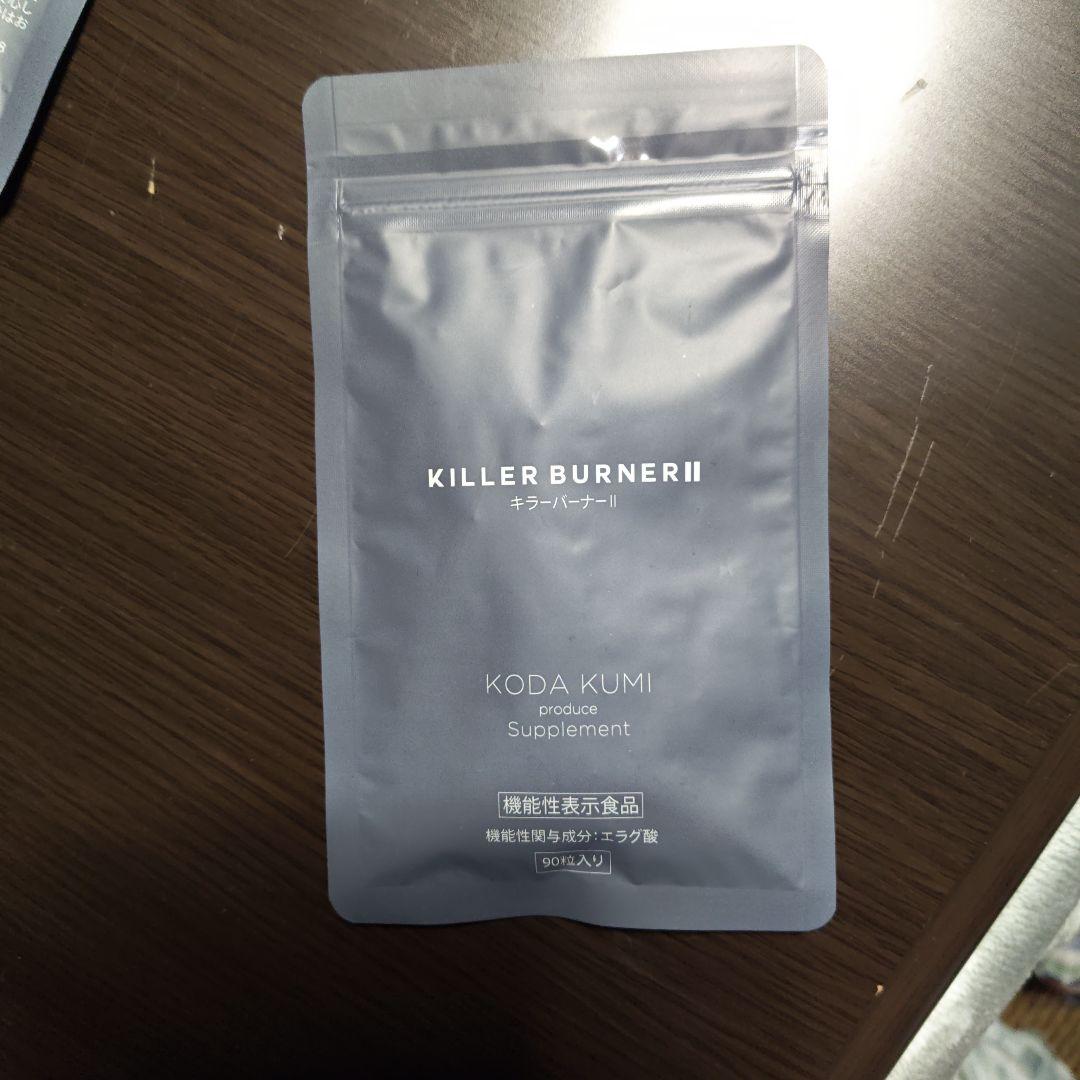 KILLER BURNERⅡ
キラーバーナーⅡ
KODA KUMI
produce
Supplement
機能性表示食品
機能性関与成分:エラグ酸
90粒入り